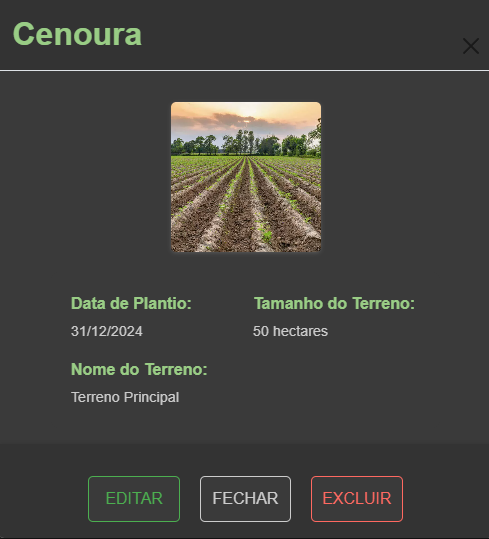 Cenoura
Data de Plantio: Tamanho do Terreno:
31/12/2024 50 hectares
Nome do Terreno:
Terreno Principal
EDITAR FECHAR EXCLUIR